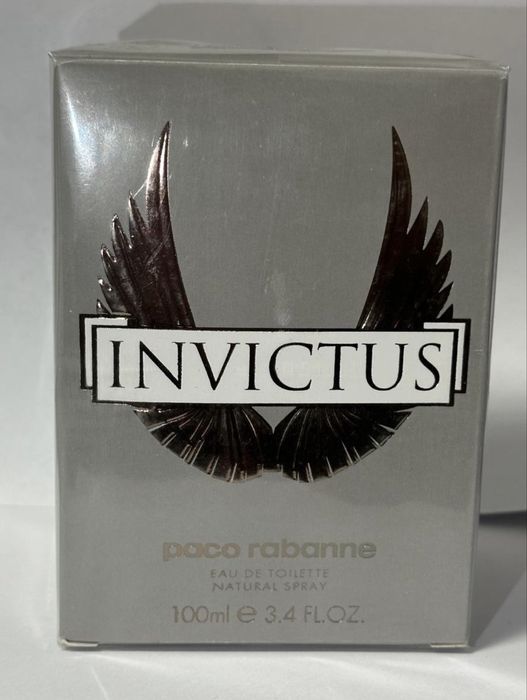 INVICTUS
paco rabanne
EAU DE TOILETTE
NATURAL SPRAY
100ml ℮ 3.4 FL.OZ.